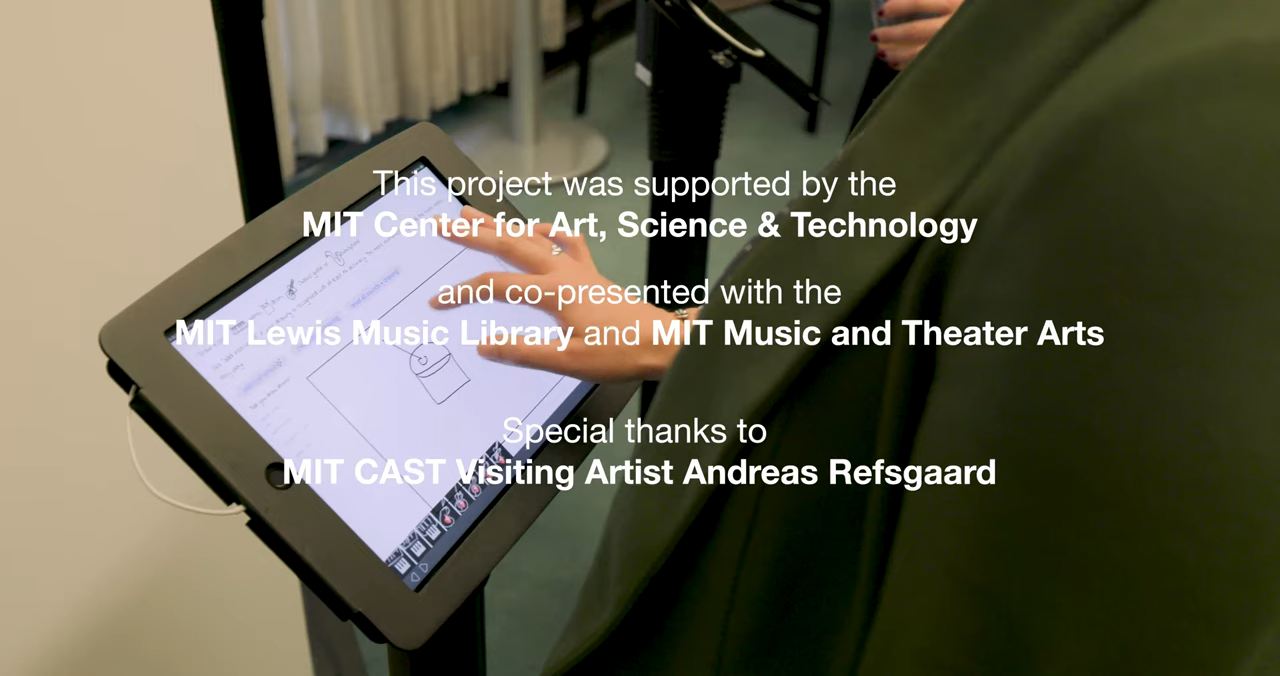 This project was supported by the
MIT Center for Art, Science & Technology
and co-presented with the
MIT Lewis Music Library and MIT Music and Theater Arts
Special thanks to
MIT CAST Visiting Artist Andreas Refsgaard